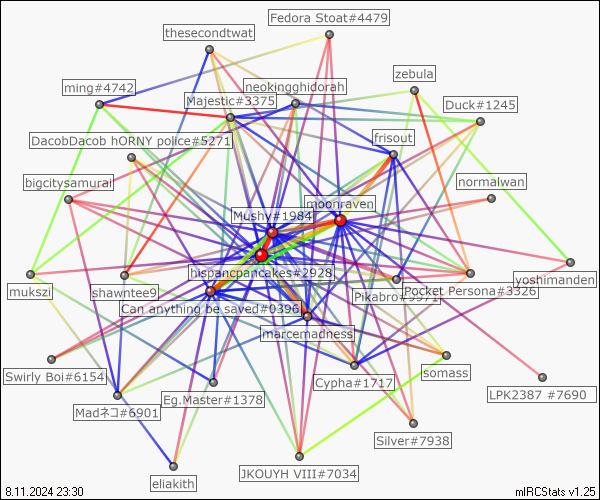 Fedora Stoat#4479
thesecondtwat
zebula
ming#4742
neokingghidorah
Majestic#3375
Duck#1245
DacobDacob hORNY police#5271
frisout
bigcitysamurai
normalwan
moonraven
Mushy#1984
hispancpancakes#2928
yoshimanden
mukszi
shawntee9
Pikabro#9971
Pocket Persona#3326
Can anything be saved#0396
marcemadness
Swirly Boi#6154
somass
Cypha#1717
LPK2387 #7690
Eg.Master#1378
Madネコ#6901
Silver#7938
JKOUYH VIII#7034
eliakith
8.11.2024 23:30
mIRCStats v1.25